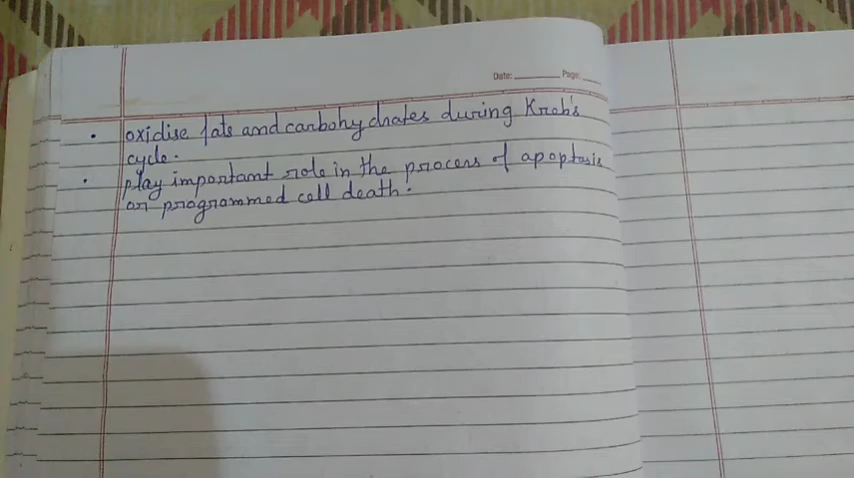 Date: Page:
• oxidise fats and carbohydrates during Kreb's
cycle.
• play important role in the process of apoptosis
or programmed cell death.